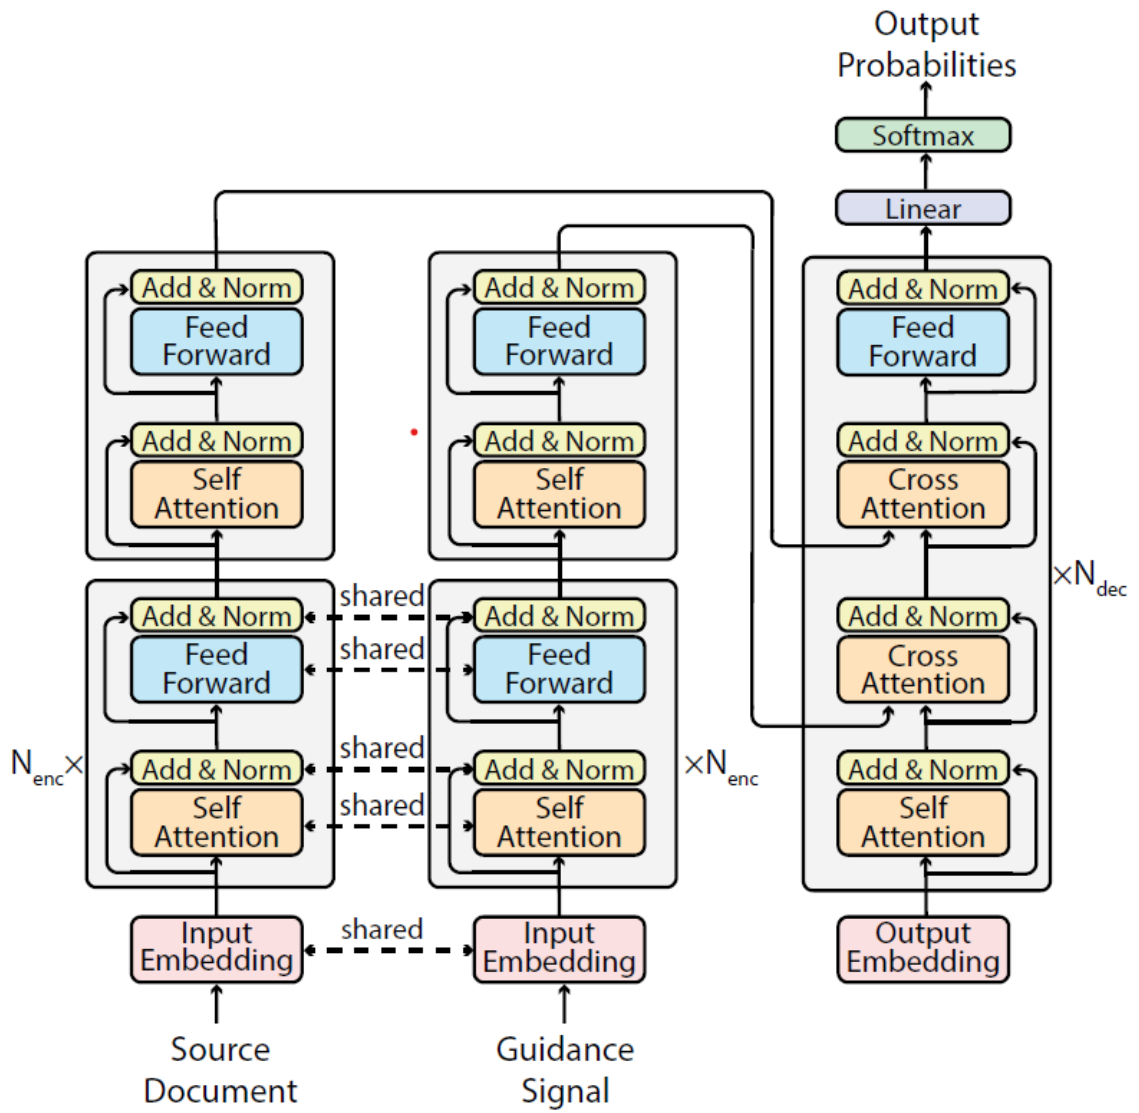 Output
Probabilities
Softmax
Linear
Add & Norm
Feed
Forward
Add & Norm
Self
Attention
Add & Norm
Feed
Forward
Add & Norm
Self
Attention
Add & Norm
Feed
Forward
Add & Norm
Cross
Attention
×N_dec
Add & Norm
Feed
Forward
Add & Norm
Self
Attention
N_enc×
shared
shared
shared
shared
Add & Norm
Feed
Forward
Add & Norm
Self
Attention
×N_enc
Add & Norm
Cross
Attention
Add & Norm
Self
Attention
Input
Embedding
shared
Input
Embedding
Output
Embedding
Source
Document
Guidance
Signal